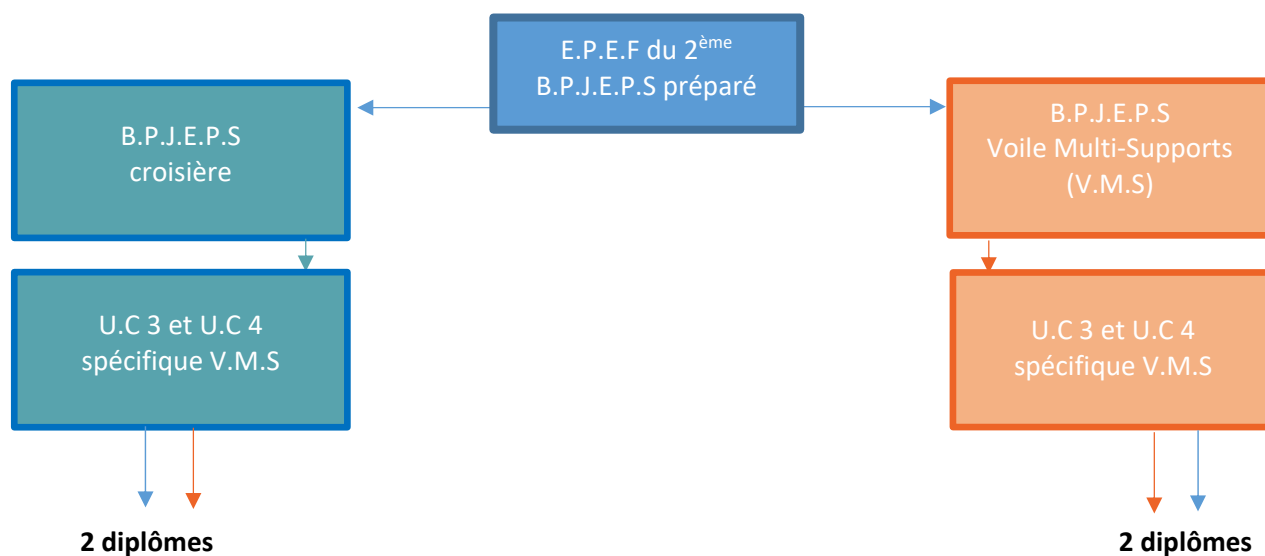 E.P.E.F du 2ème
B.P.J.E.P.S préparé
B.P.J.E.P.S
croisière
B.P.J.E.P.S
Voile Multi-Supports
(V.M.S)
U.C 3 et U.C 4
spécifique V.M.S
U.C 3 et U.C 4
spécifique V.M.S
2 diplômes
2 diplômes